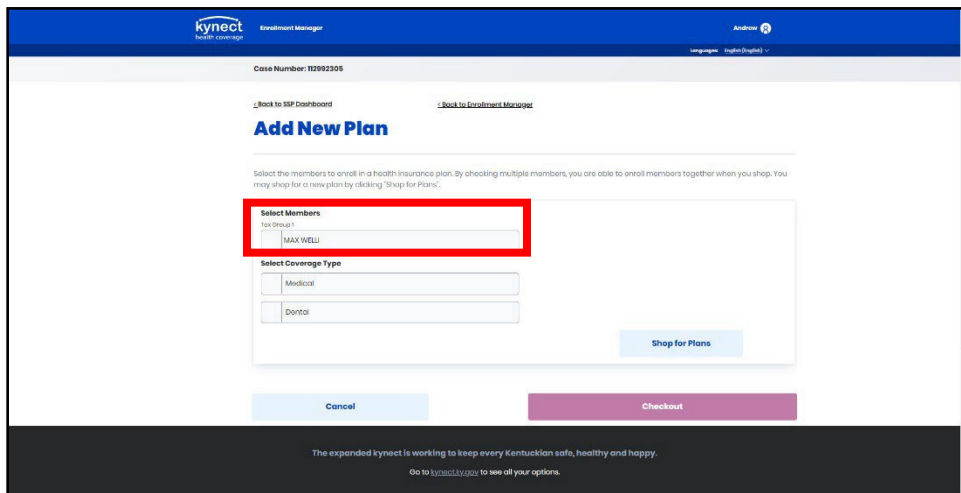 kynect
health coverage
Enrollment Manager
Andrew
Languages: English (English)
Case Number: 112992305
< Back to SSP Dashboard
< Back to Enrollment Manager
Add New Plan
Select the members to enroll in a health insurance plan. By checking multiple members, you are able to enroll members together when you shop. You
may shop for a new plan by clicking "Shop for Plans".
Select Members
Tax Group 1
MAX WELLI
Select Coverage Type
Medical
Dental
Shop for Plans
Cancel
Checkout
The expanded kynect is working to keep every Kentuckian safe, healthy and happy.
Go to kynect.ky.gov to see all your options.